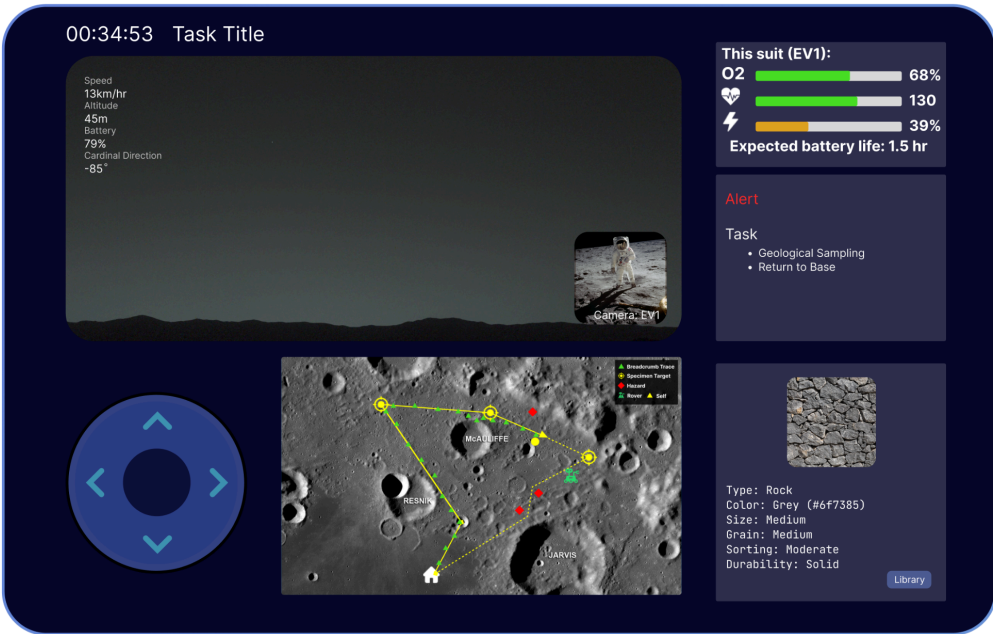 00:34:53 Task Title
Speed
13km/hr
Altitude
45m
Battery
79%
Cardinal Direction
-85°
Camera: EV1
This suit (EV1):
O2 68%
130
39%
Expected battery life: 1.5 hr
Alert
Task
• Geological Sampling
• Return to Base
Breadcrumb Trace
Specimen Target
Hazard
Rover Self
McAULIFFE
RESNIK
JARVIS
Type: Rock
Color: Grey (#6f7385)
Size: Medium
Grain: Medium
Sorting: Moderate
Durability: Solid
Library